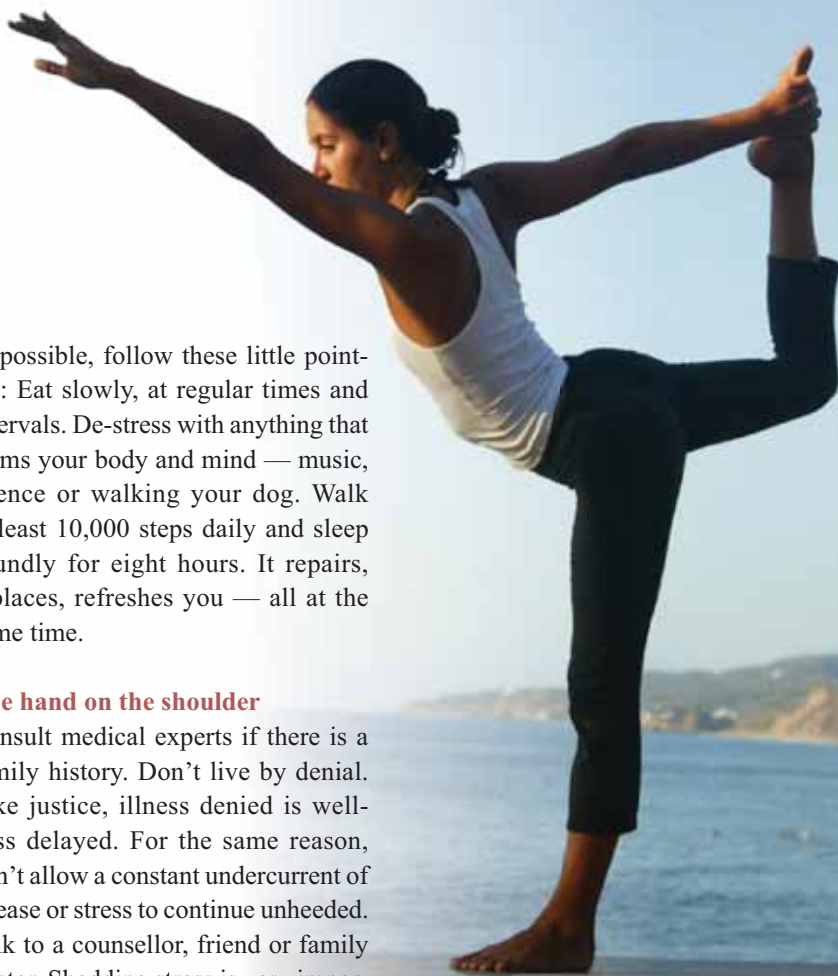 possible, follow these little point-
: Eat slowly, at regular times and
ervals. De-stress with anything that
ms your body and mind — music,
ence or walking your dog. Walk
least 10,000 steps daily and sleep
undly for eight hours. It repairs,
places, refreshes you — all at the
me time.
e hand on the shoulder
nsult medical experts if there is a
mily history. Don't live by denial.
ke justice, illness denied is well-
ss delayed. For the same reason,
n't allow a constant undercurrent of
ease or stress to continue unheeded.
lk to a counsellor, friend or family